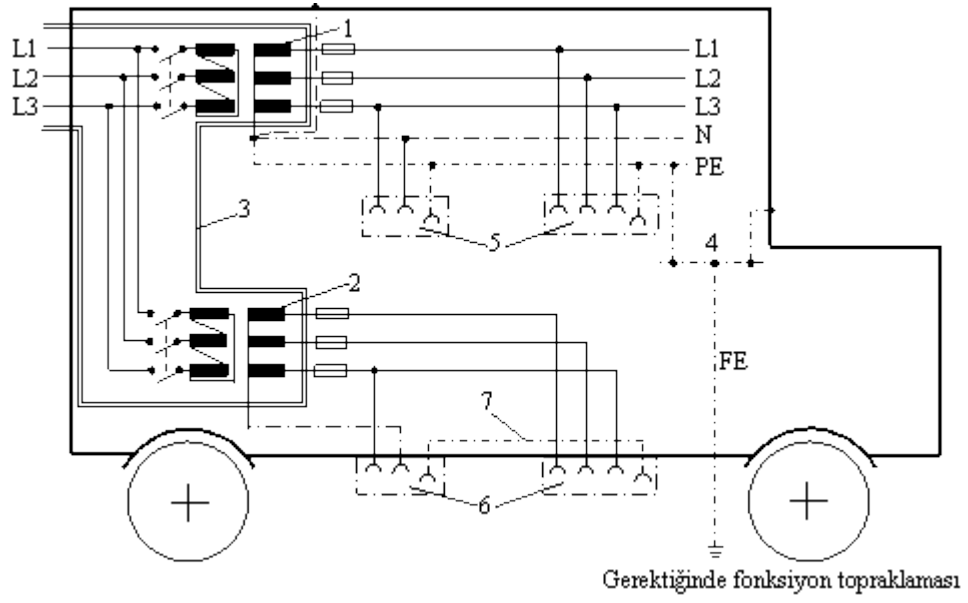 1
L1
L1
L2
L2
L3
L3
N
PE
3
5
4
2
FE
7
6
Gerektiğinde fonksiyon topraklaması